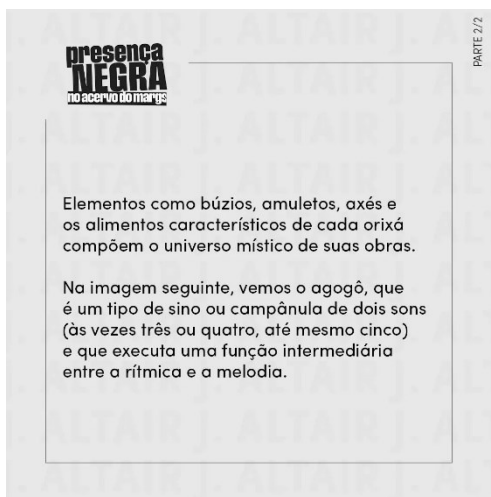 presença
NEGRA
no acervo do margs
PARTE 2/2
Elementos como búzios, amuletos, axés e
os alimentos característicos de cada orixá
compõem o universo místico de suas obras.
Na imagem seguinte, vemos o agogô, que
é um tipo de sino ou campânula de dois sons
(às vezes três ou quatro, até mesmo cinco)
e que executa uma função intermediária
entre a rítmica e a melodia.
J. ALTAIR J. ALTAIR J. AL